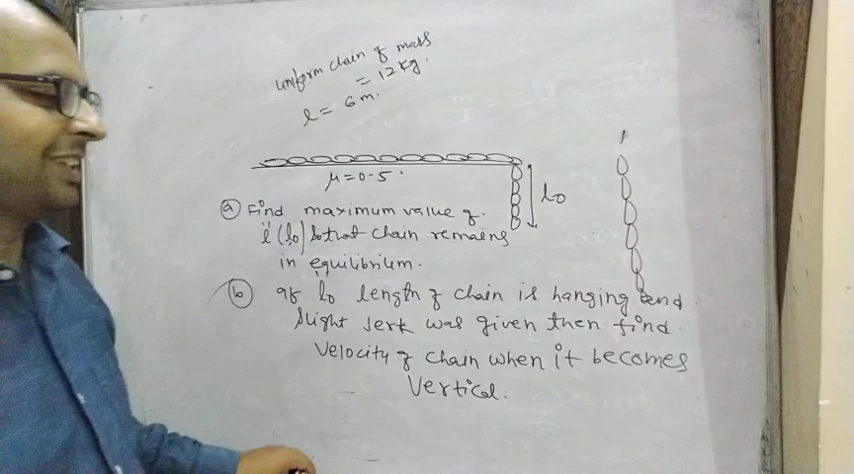 uniform chain of mass
= 12 kg.
l = 6 m.
μ = 0.5
l₀
(a) Find maximum value of
l (l₀) so that chain remains
in equilibrium.
(b) If l₀ length of chain is hanging and
slight jerk was given then find
velocity of chain when it becomes
vertical.